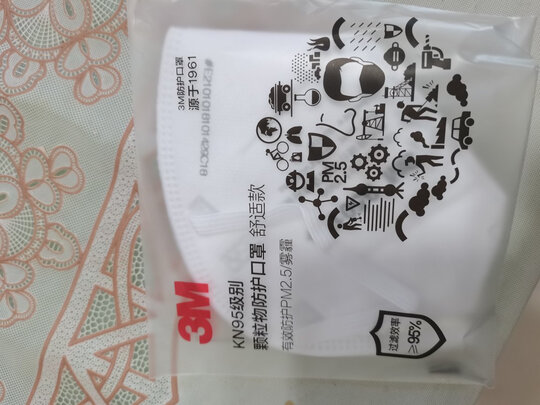 3M防护口罩
源于1961
PM
2.5
3M
KN95级别
颗粒物防护口罩 舒适款
有效防护PM2.5/雾霾
过滤效率
≥95%